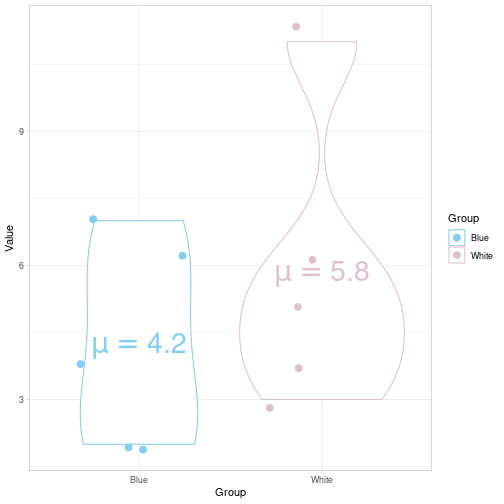 9
6
3
Value
μ = 4.2
μ = 5.8
Blue
White
Group
Group
Blue
White